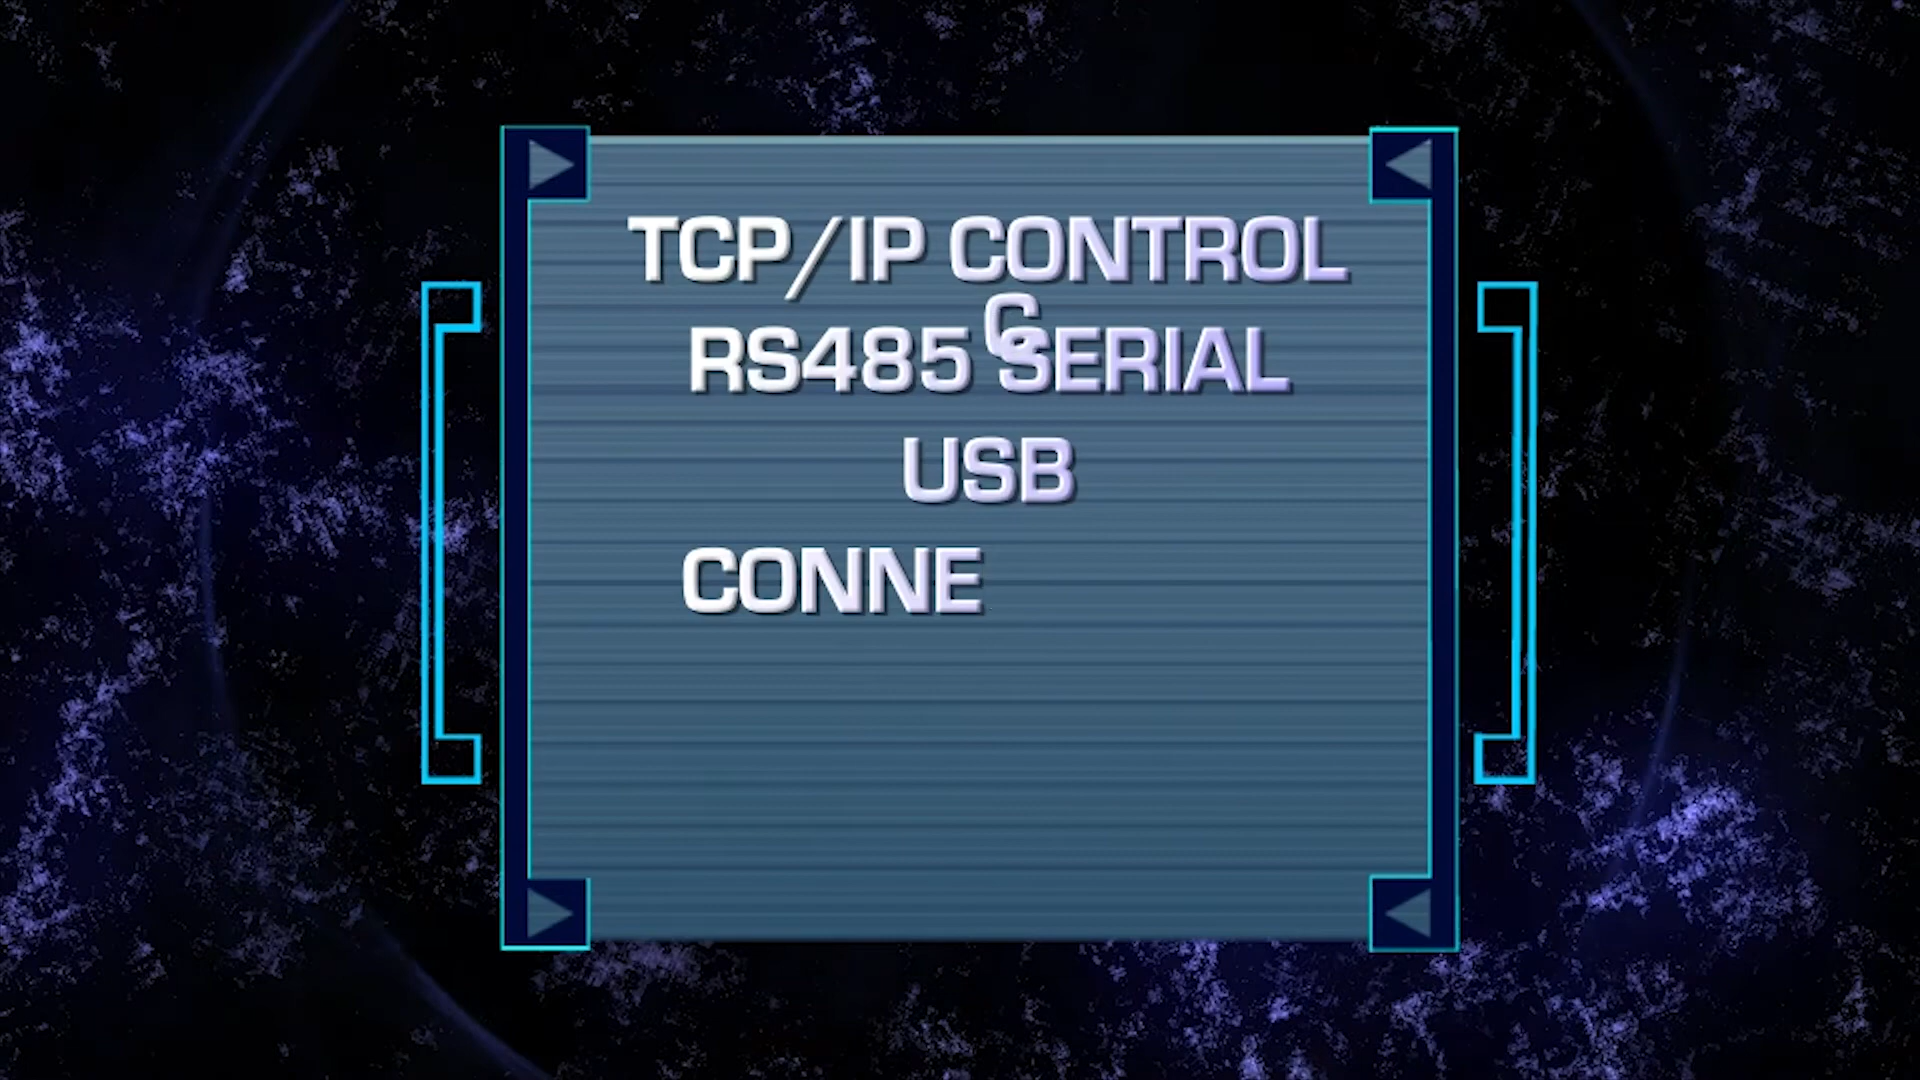 TCP/IP CONTROL
C
RS485 SERIAL
USB
CONNE